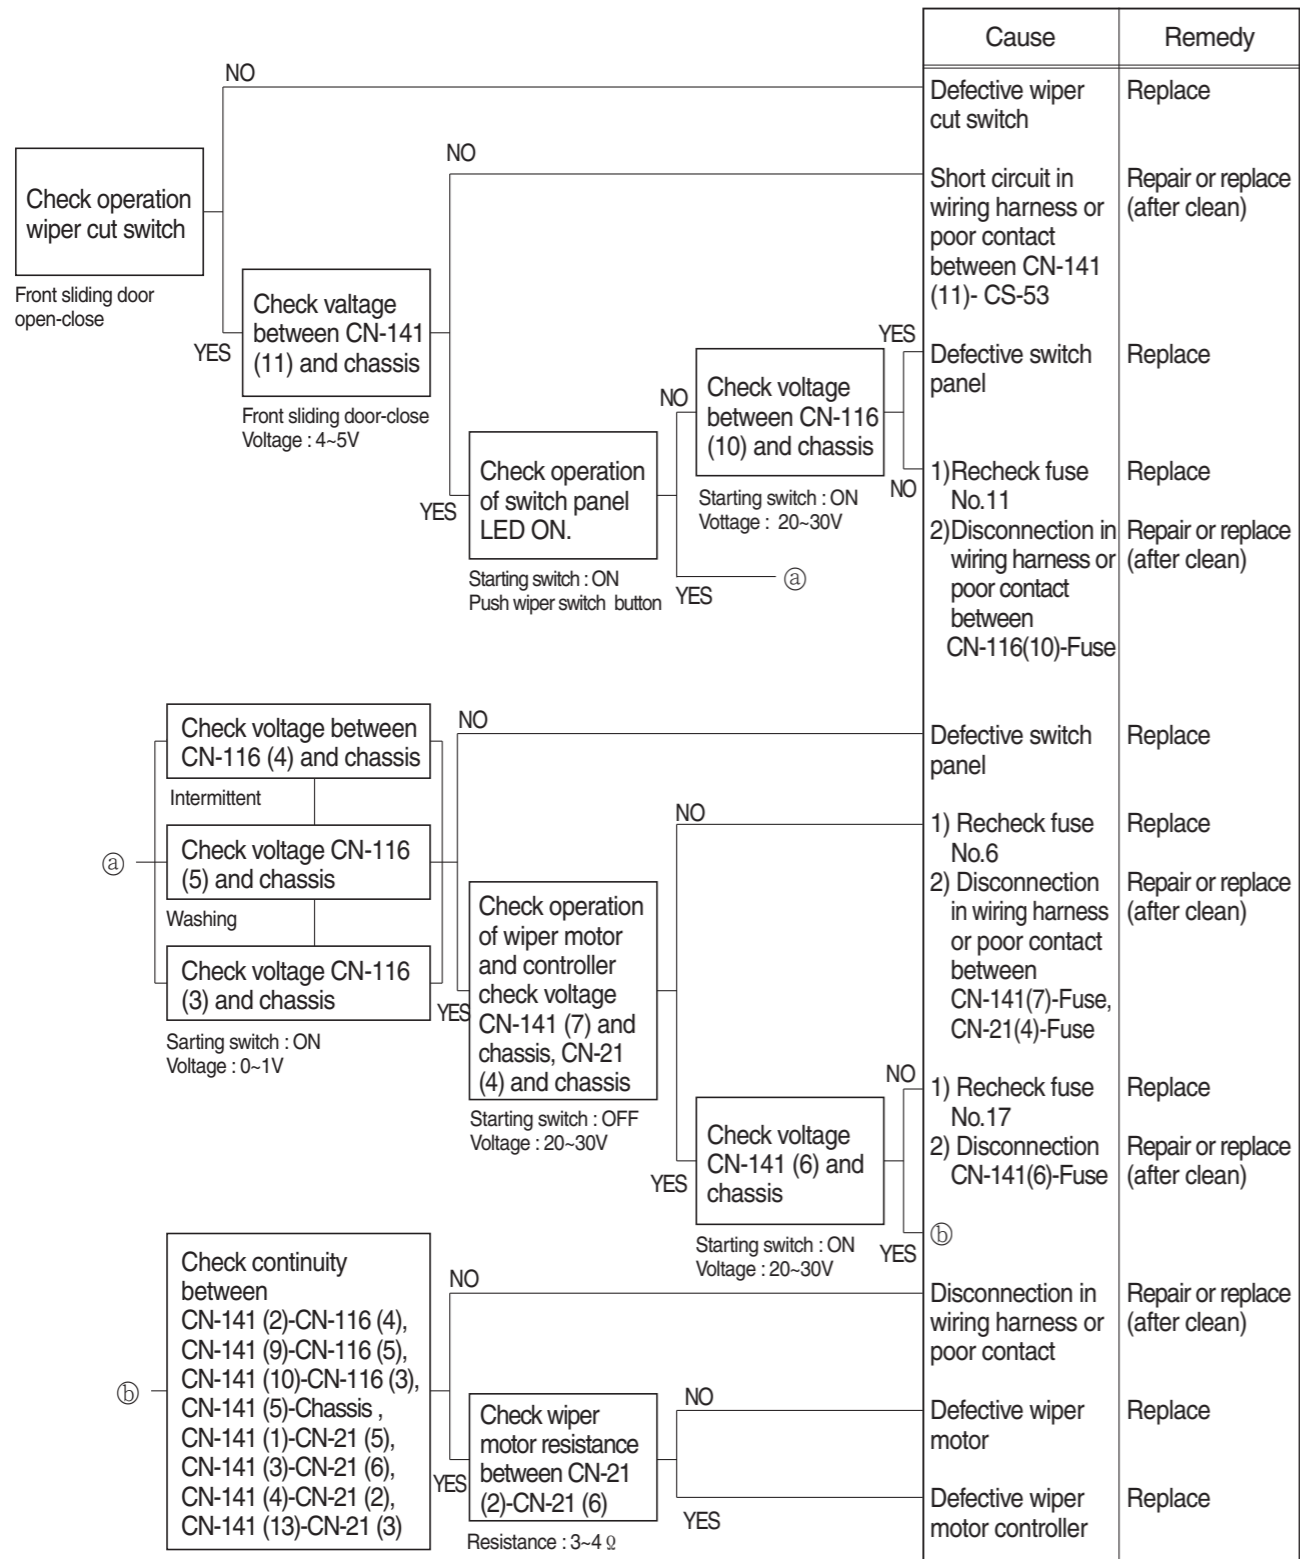 Cause
Remedy
NO
Defective wiper
cut switch
Replace
Check operation
wiper cut switch
Front sliding door
open-close
YES
NO
Short circuit in
wiring harness or
poor contact
between CN-141
(11)- CS-53
Repair or replace
(after clean)
Check valtage
between CN-141
(11) and chassis
Front sliding door-close
Voltage : 4~5V
YES
Check operation
of switch panel
LED ON.
Starting switch : ON
Push wiper switch button
NO
YES
ⓐ
Check voltage
between CN-116
(10) and chassis
Starting switch : ON
Vottage : 20~30V
YES
Defective switch
panel
Replace
NO
1)Recheck fuse
No.11
Replace
2)Disconnection in
wiring harness or
poor contact
between
CN-116(10)-Fuse
Repair or replace
(after clean)
ⓐ
Check voltage between
CN-116 (4) and chassis
Intermittent
Check voltage CN-116
(5) and chassis
Washing
Check voltage CN-116
(3) and chassis
Sarting switch : ON
Voltage : 0~1V
NO
Defective switch
panel
Replace
YES
Check operation
of wiper motor
and controller
check voltage
CN-141 (7) and
chassis, CN-21
(4) and chassis
Starting switch : OFF
Voltage : 20~30V
NO
1) Recheck fuse
No.6
Replace
2) Disconnection
in wiring harness
or poor contact
between
CN-141(7)-Fuse,
CN-21(4)-Fuse
Repair or replace
(after clean)
YES
Check voltage
CN-141 (6) and
chassis
Starting switch : ON
Voltage : 20~30V
NO
1) Recheck fuse
No.17
Replace
2) Disconnection
CN-141(6)-Fuse
Repair or replace
(after clean)
YES
ⓑ
ⓑ
Check continuity
between
CN-141 (2)-CN-116 (4),
CN-141 (9)-CN-116 (5),
CN-141 (10)-CN-116 (3),
CN-141 (5)-Chassis ,
CN-141 (1)-CN-21 (5),
CN-141 (3)-CN-21 (6),
CN-141 (4)-CN-21 (2),
CN-141 (13)-CN-21 (3)
NO
Disconnection in
wiring harness or
poor contact
Repair or replace
(after clean)
YES
Check wiper
motor resistance
between CN-21
(2)-CN-21 (6)
Resistance : 3~4 Ω
NO
Defective wiper
motor
Replace
YES
Defective wiper
motor controller
Replace